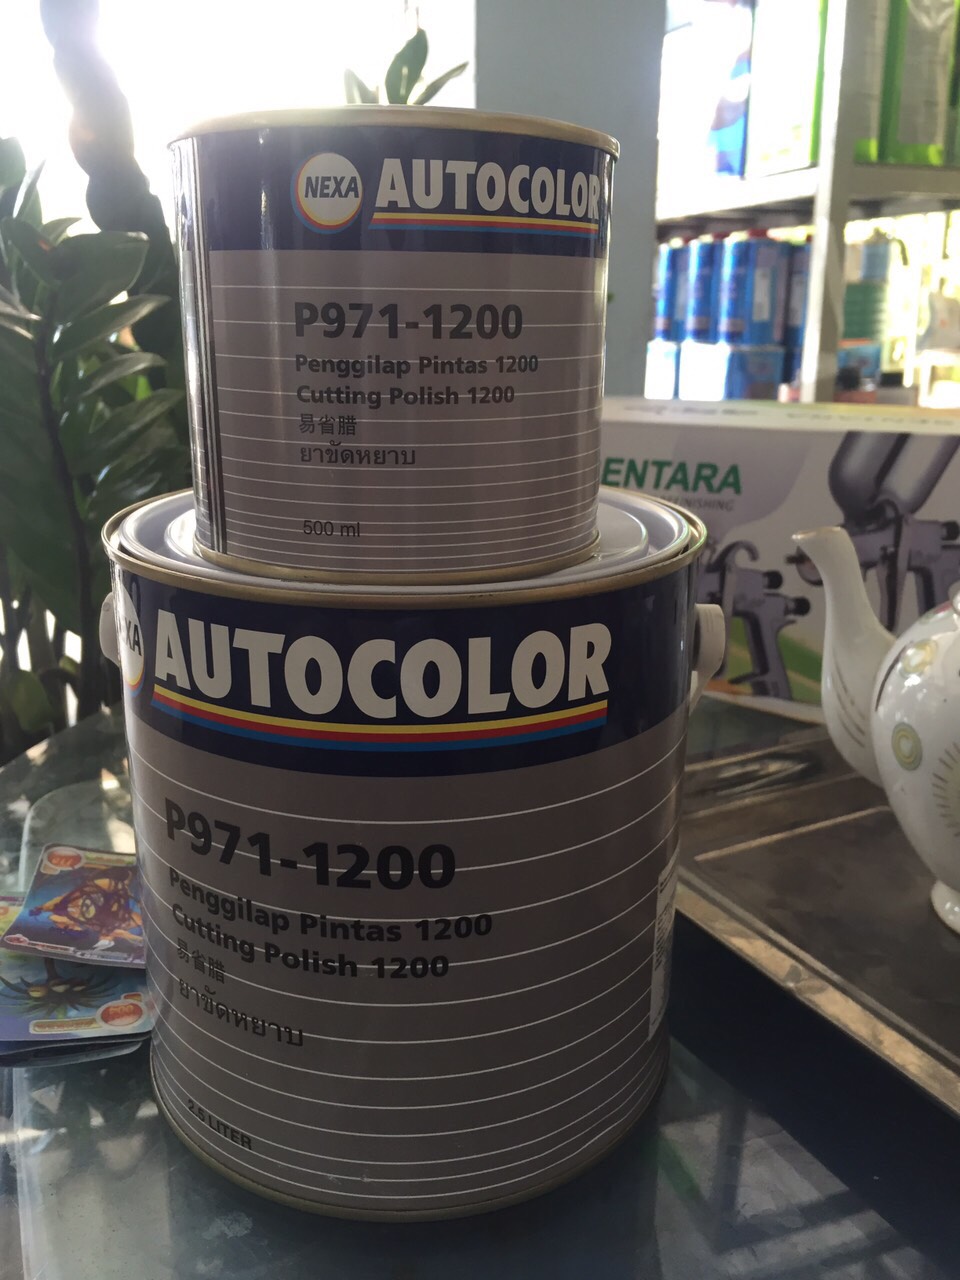 NEXA AUTOCOLOR
P971-1200
Penggilap Pintas 1200
Cutting Polish 1200
易省腊
ยาขัดหยาบ
500 ml
ENTARA
XA AUTOCOLOR
P971-1200
Penggilap Pintas 1200
Cutting Polish 1200
易省腊
ยาขัดหยาบ
2.5 LITER